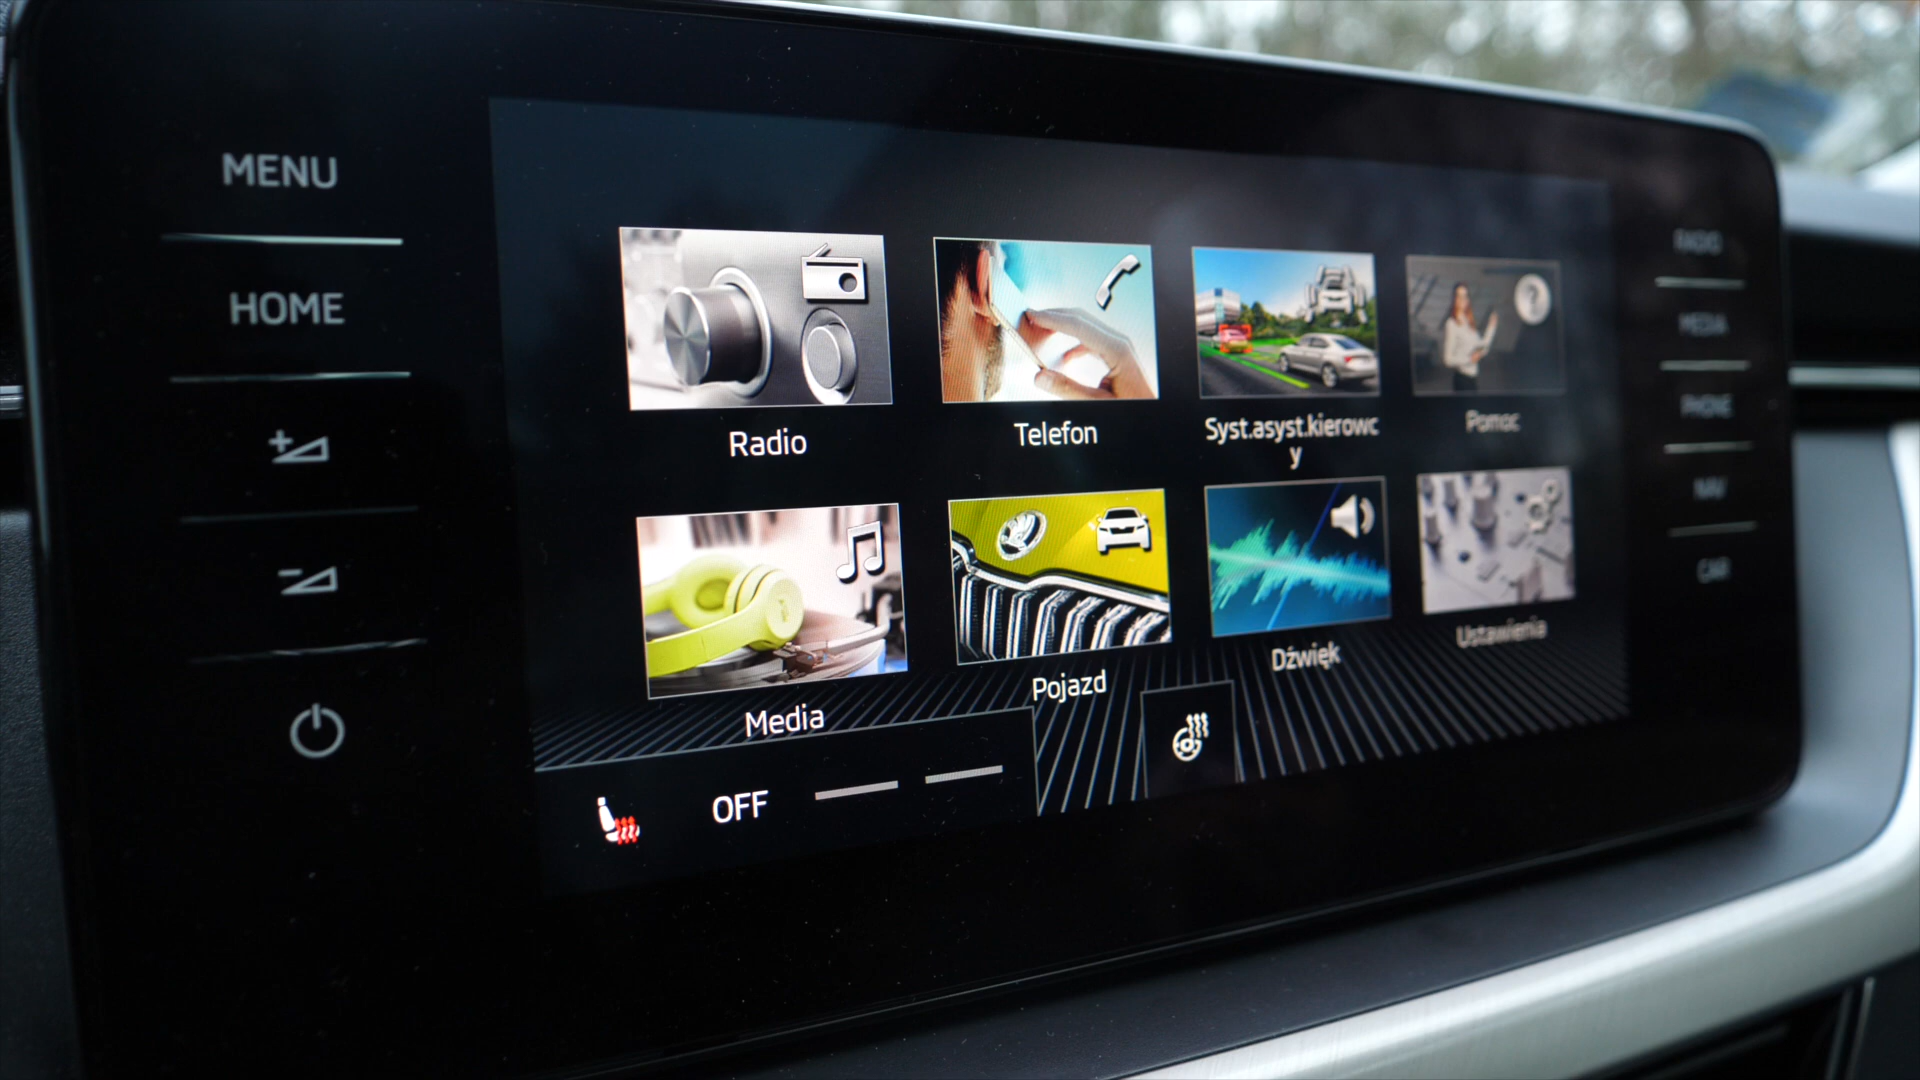 MENU
HOME
Radio
Telefon
Syst.asyst.kierowc
y
Pomoc
Media
Pojazd
Dźwięk
Ustawienia
OFF
RADIO
MEDIA
PHONE
NAV
CAR